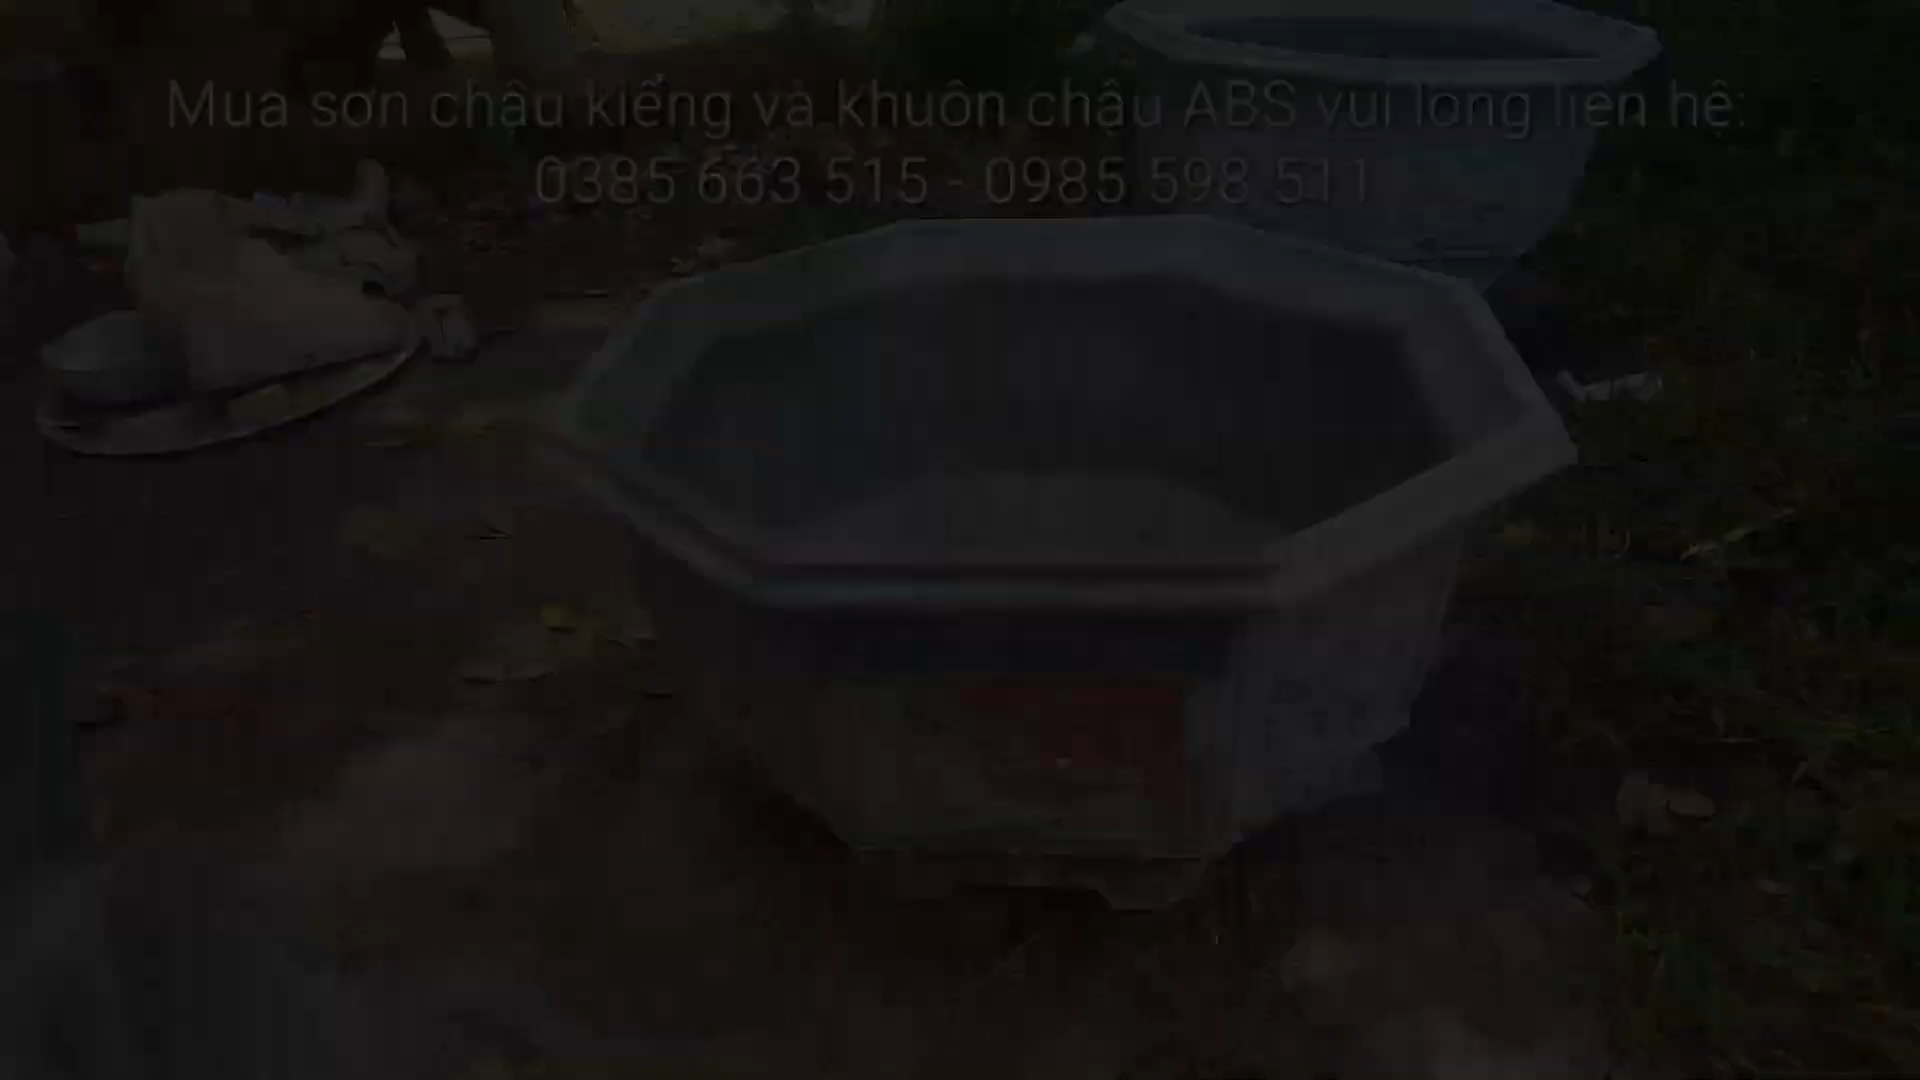 Mua sơn chậu kiểng và khuôn chậu ABS vui lòng liên hệ:
0385 663 515 - 0985 598 511